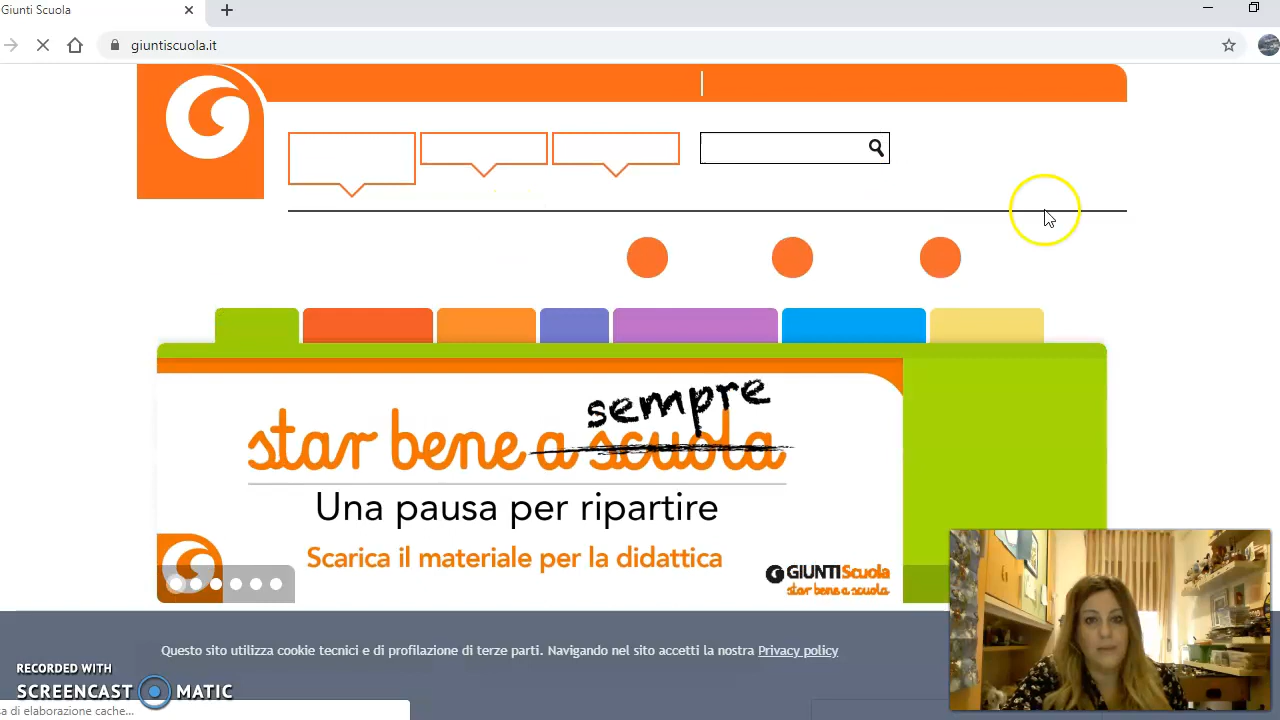 Giunti Scuola
giuntiscuola.it
sempre
star bene a scuola
Una pausa per ripartire
Scarica il materiale per la didattica
GIUNTIScuola
star bene a scuola
Questo sito utilizza cookie tecnici e di profilazione di terze parti. Navigando nel sito accetti la nostra Privacy policy
RECORDED WITH
SCREENCAST MATIC
sa di elaborazione cache...